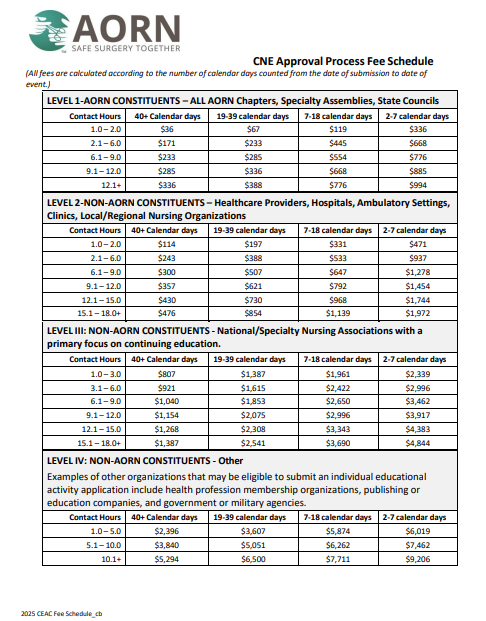 AORN
SAFE SURGERY TOGETHER
CNE Approval Process Fee Schedule
(All fees are calculated according to the number of calendar days counted from the date of submission to date of
event.)
LEVEL 1-AORN CONSTITUENTS – ALL AORN Chapters, Specialty Assemblies, State Councils
Contact Hours 40+ Calendar days 19-39 calendar days 7-18 calendar days 2-7 calendar days
1.0 – 2.0 $36 $67 $119 $336
2.1 – 6.0 $171 $233 $445 $668
6.1 – 9.0 $233 $285 $554 $776
9.1 – 12.0 $285 $336 $668 $885
12.1+ $336 $388 $776 $994
LEVEL 2-NON-AORN CONSTITUENTS – Healthcare Providers, Hospitals, Ambulatory Settings,
Clinics, Local/Regional Nursing Organizations
Contact Hours 40+ Calendar days 19-39 calendar days 7-18 calendar days 2-7 calendar days
1.0 – 2.0 $114 $197 $331 $471
2.1 – 6.0 $243 $388 $533 $937
6.1 – 9.0 $300 $507 $647 $1,278
9.1 – 12.0 $357 $621 $792 $1,454
12.1 – 15.0 $430 $730 $968 $1,744
15.1 – 18.0+ $476 $854 $1,139 $1,972
LEVEL III: NON-AORN CONSTITUENTS - National/Specialty Nursing Associations with a
primary focus on continuing education.
Contact Hours 40+ Calendar days 19-39 calendar days 7-18 calendar days 2-7 calendar days
1.0 – 3.0 $807 $1,387 $1,961 $2,339
3.1 – 6.0 $921 $1,615 $2,422 $2,996
6.1 – 9.0 $1,040 $1,853 $2,650 $3,462
9.1 – 12.0 $1,154 $2,075 $2,996 $3,917
12.1 – 15.0 $1,268 $2,308 $3,343 $4,383
15.1 – 18.0+ $1,387 $2,541 $3,690 $4,844
LEVEL IV: NON-AORN CONSTITUENTS - Other
Examples of other organizations that may be eligible to submit an individual educational
activity application include health profession membership organizations, publishing or
education companies, and government or military agencies.
Contact Hours 40+ Calendar days 19-39 calendar days 7-18 calendar days 2-7 calendar days
1.0 – 5.0 $2,396 $3,607 $5,874 $6,019
5.1 – 10.0 $3,840 $5,051 $6,262 $7,462
10.1+ $5,294 $6,500 $7,711 $9,206
2025 CEAC Fee Schedule_cb